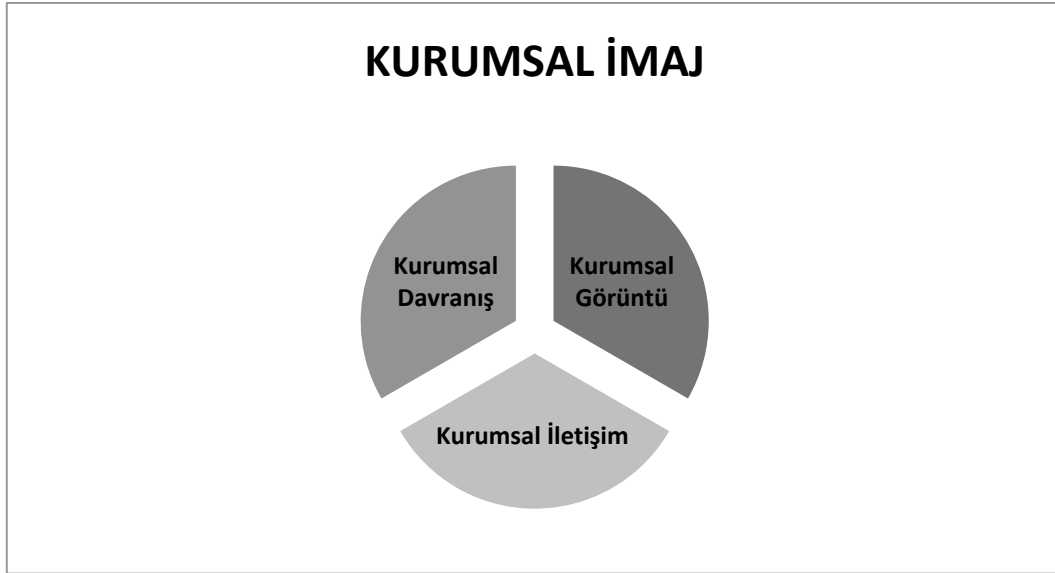 KURUMSAL İMAJ
Kurumsal
Davranış
Kurumsal
Görüntü
Kurumsal İletişim